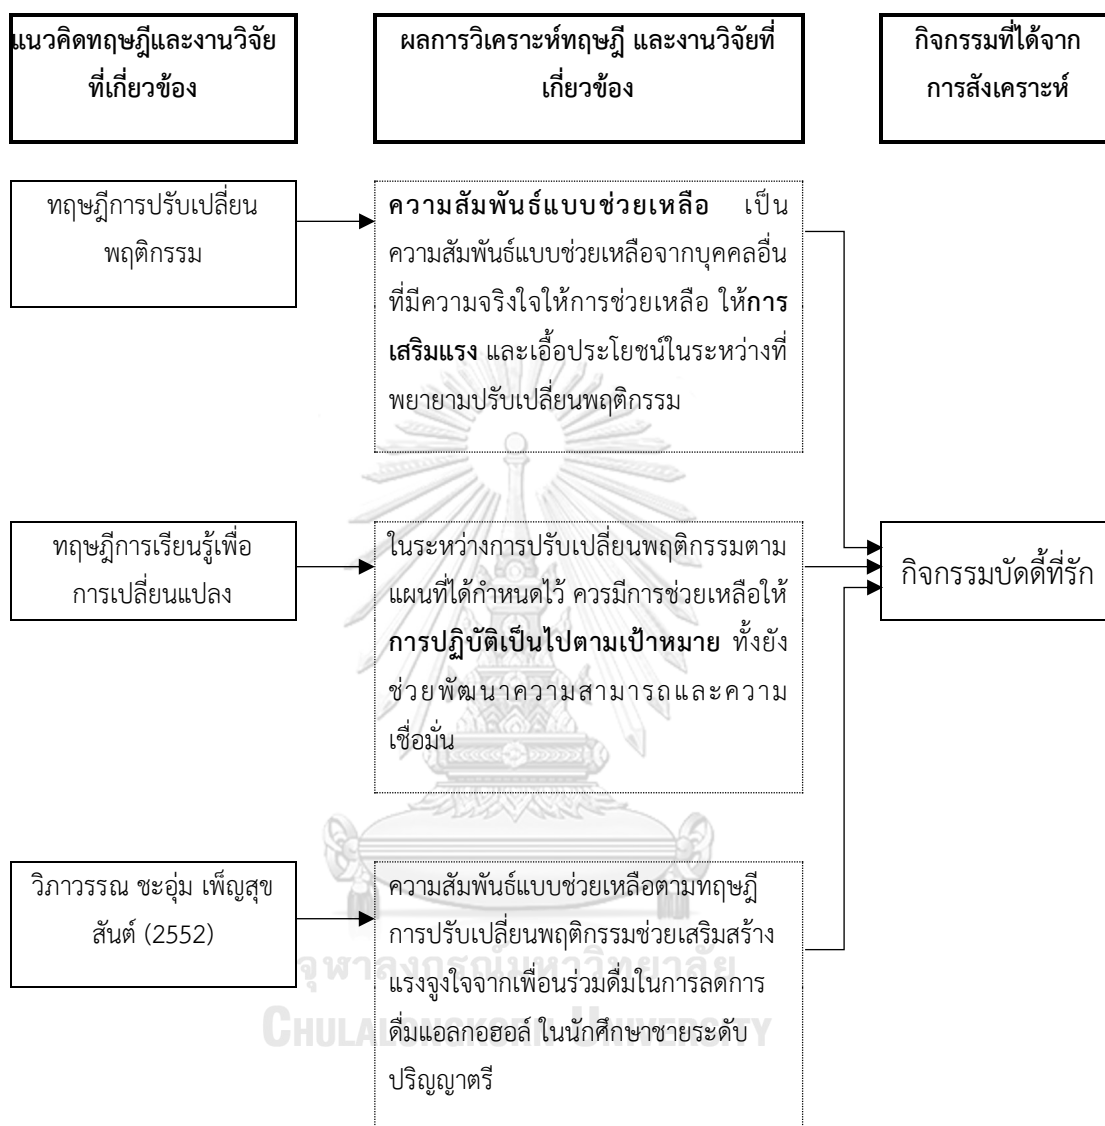 แนวคิดทฤษฎีและงานวิจัย
ที่เกี่ยวข้อง
ผลการวิเคราะห์ทฤษฎี และงานวิจัยที่
เกี่ยวข้อง
กิจกรรมที่ได้จาก
การสังเคราะห์
ทฤษฎีการปรับเปลี่ยน
พฤติกรรม
ความสัมพันธ์แบบช่วยเหลือ เป็น
ความสัมพันธ์แบบช่วยเหลือจากบุคคลอื่น
ที่มีความจริงใจให้การช่วยเหลือ ให้การ
เสริมแรง และเอื้อประโยชน์ในระหว่างที่
พยายามปรับเปลี่ยนพฤติกรรม
ทฤษฎีการเรียนรู้เพื่อ
การเปลี่ยนแปลง
ในระหว่างการปรับเปลี่ยนพฤติกรรมตาม
แผนที่ได้กำหนดไว้ ควรมีการช่วยเหลือให้
การปฏิบัติเป็นไปตามเป้าหมาย ทั้งยัง
ช่วยพัฒนาความสามารถและความ
เชื่อมั่น
กิจกรรมบัดดี้ที่รัก
วิภาวรรณ ชะอุ่ม เพ็ญสุข
สันต์ (2552)
ความสัมพันธ์แบบช่วยเหลือตามทฤษฎี
การปรับเปลี่ยนพฤติกรรมช่วยเสริมสร้าง
แรงจูงใจจากเพื่อนร่วมดื่มในการลดการ
ดื่มแอลกอฮอล์ ในนักศึกษาชายระดับ
ปริญญาตรี
จุฬาลงกรณ์มหาวิทยาลัย
CHULALONGKORN UNIVERSITY